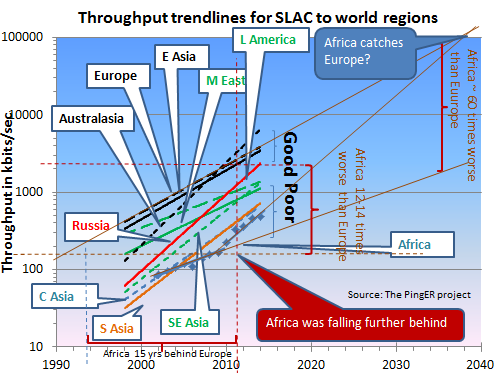 Throughput trendlines for SLAC to world regions
Throughput in kbits/sec
100000
10000
1000
100
10
1990
2000
2010
2020
2030
2040
L America
E Asia
M East
Europe
Australasia
Russia
C Asia
S Asia
SE Asia
Africa
Good
Poor
Africa catches
Europe?
Africa ~ 60 times worse
than Euurope
Africa 12-14 times
worse than Europe
Source: The PingER project
Africa was falling further behind
Africa 15 yrs behind Europe